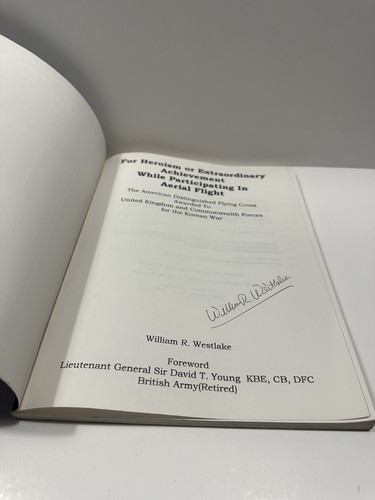 For Heroism or Extraordinary
Achievement
While Participating In
Aerial Flight
The American Distinguished Flying Cross
Awarded To
United Kingdom and Commonwealth Forces
for the Korean War
William R. Westlake
William R. Westlake
Foreword
Lieutenant General Sir David T. Young KBE, CB, DFC
British Army(Retired)